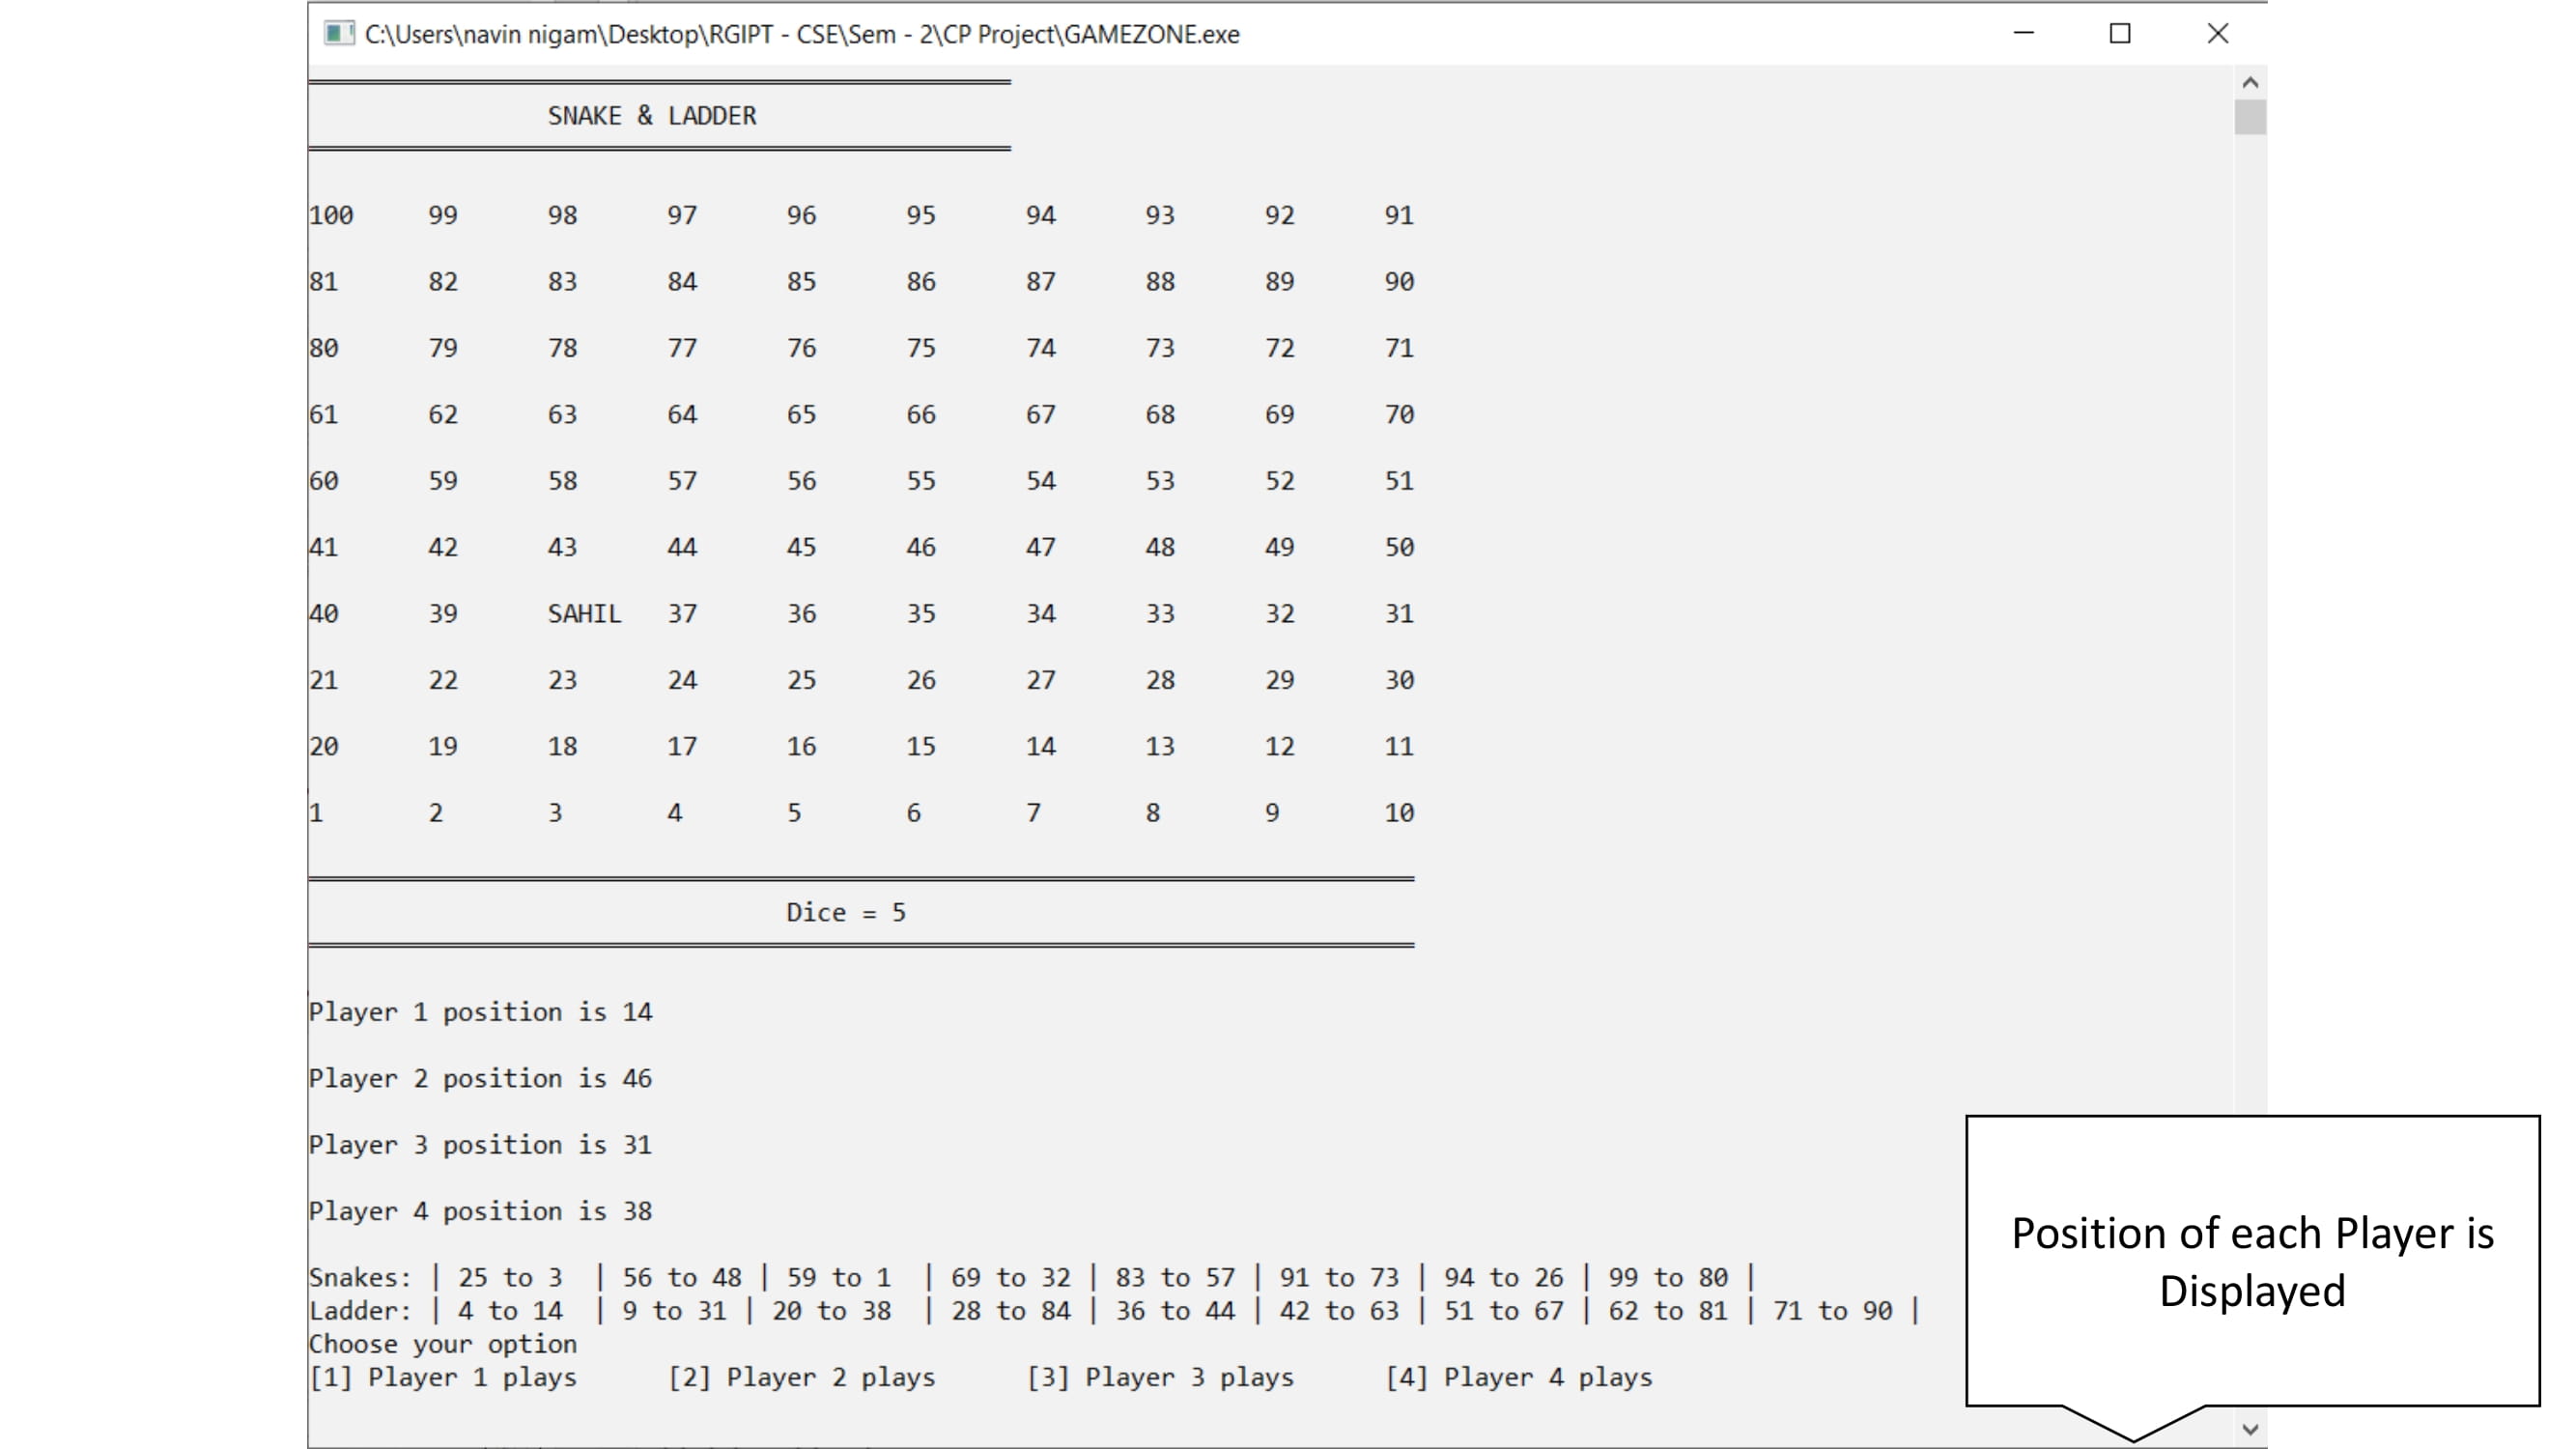 C:\Users\navin nigam\Desktop\RGIPT - CSE\Sem - 2\CP Project\GAMEZONE.exe
SNAKE & LADDER
100 99 98 97 96 95 94 93 92 91
81 82 83 84 85 86 87 88 89 90
80 79 78 77 76 75 74 73 72 71
61 62 63 64 65 66 67 68 69 70
60 59 58 57 56 55 54 53 52 51
41 42 43 44 45 46 47 48 49 50
40 39 SAHIL 37 36 35 34 33 32 31
21 22 23 24 25 26 27 28 29 30
20 19 18 17 16 15 14 13 12 11
1 2 3 4 5 6 7 8 9 10
Dice = 5
Player 1 position is 14
Player 2 position is 46
Player 3 position is 31
Player 4 position is 38
Snakes: | 25 to 3 | 56 to 48 | 59 to 1 | 69 to 32 | 83 to 57 | 91 to 73 | 94 to 26 | 99 to 80 |
Ladder: | 4 to 14 | 9 to 31 | 20 to 38 | 28 to 84 | 36 to 44 | 42 to 63 | 51 to 67 | 62 to 81 | 71 to 90 |
Choose your option
[1] Player 1 plays [2] Player 2 plays [3] Player 3 plays [4] Player 4 plays
Position of each Player is
Displayed